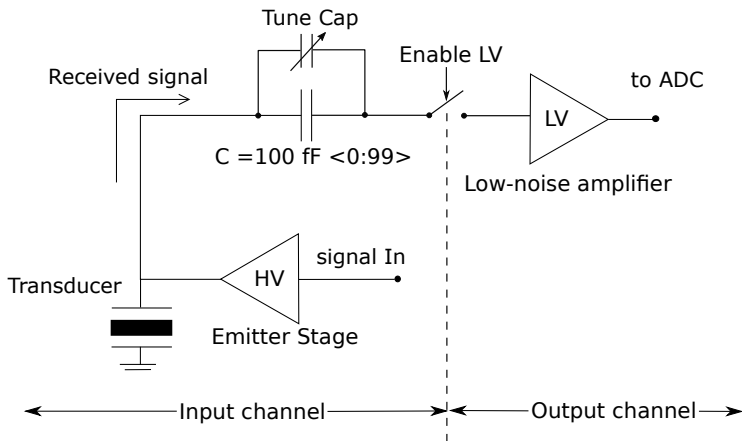 Tune Cap
Enable LV
Received signal
to ADC
LV
C =100 fF <0:99>
Low-noise amplifier
signal In
HV
Transducer
Emitter Stage
Input channel
Output channel